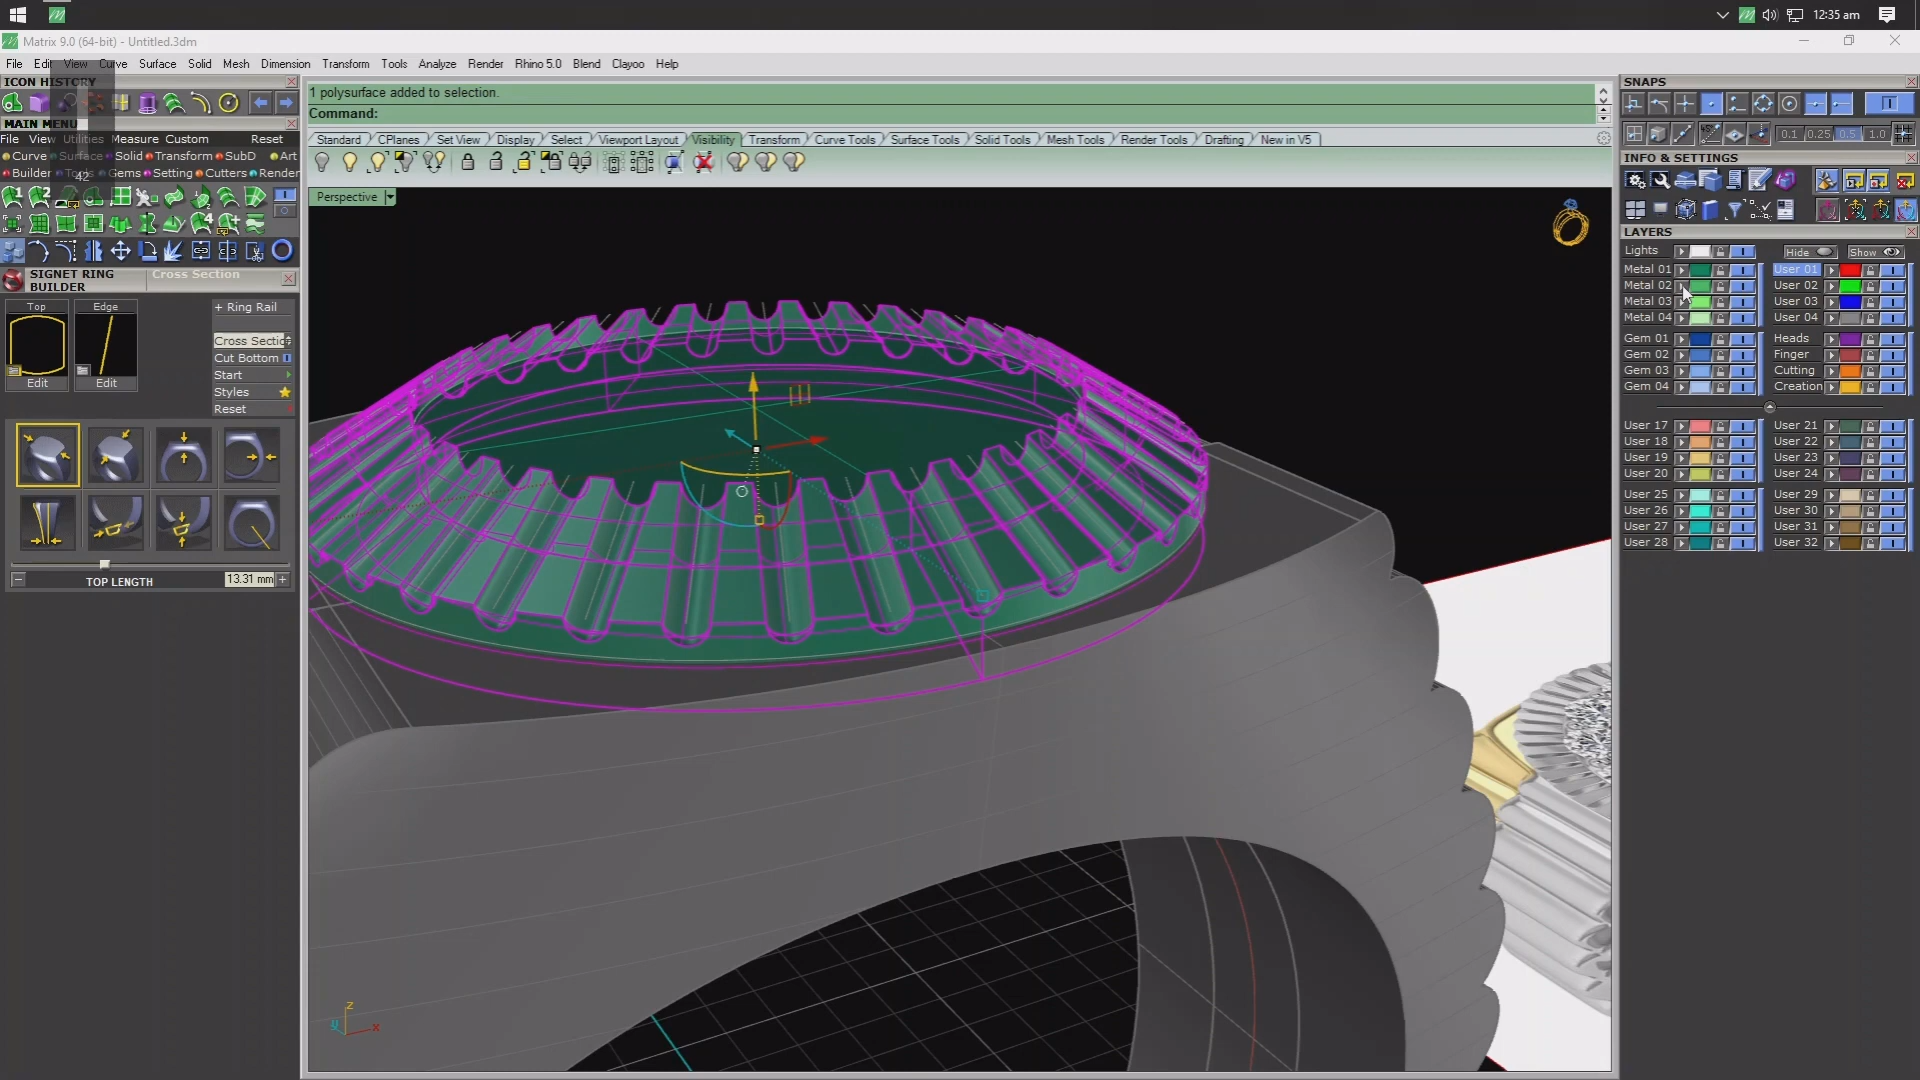 12:35 am
Matrix 9.0 (64-bit) - Untitled.3dm
File Edit View Curve Surface Solid Mesh Dimension Transform Tools Analyze Render Rhino 5.0 Blend Clayoo Help
ICON HISTORY
MAIN MENU
File View Utilities Measure Custom Reset
Curve Surface Solid Transform SubD Art
Builder Tools Gems Setting Cutters Render
42
SIGNET RING BUILDER
Cross Section
Top
Edge
Edit
Edit
+ Ring Rail
Cross Sectio
Cut Bottom
Start
Styles
Reset
TOP LENGTH
13.31 mm
1 polysurface added to selection.
Command:
Standard CPlanes Set View Display Select Viewport Layout Visibility Transform Curve Tools Surface Tools Solid Tools Mesh Tools Render Tools Drafting New in V5
Perspective
z
y
x
SNAPS
0.1 0.25 0.5 1.0
INFO & SETTINGS
LAYERS
Lights Hide Show
Metal 01 User 01
Metal 02 User 02
Metal 03 User 03
Metal 04 User 04
Gem 01 Heads
Gem 02 Finger
Gem 03 Cutting
Gem 04 Creation
User 17 User 21
User 18 User 22
User 19 User 23
User 20 User 24
User 25 User 29
User 26 User 30
User 27 User 31
User 28 User 32